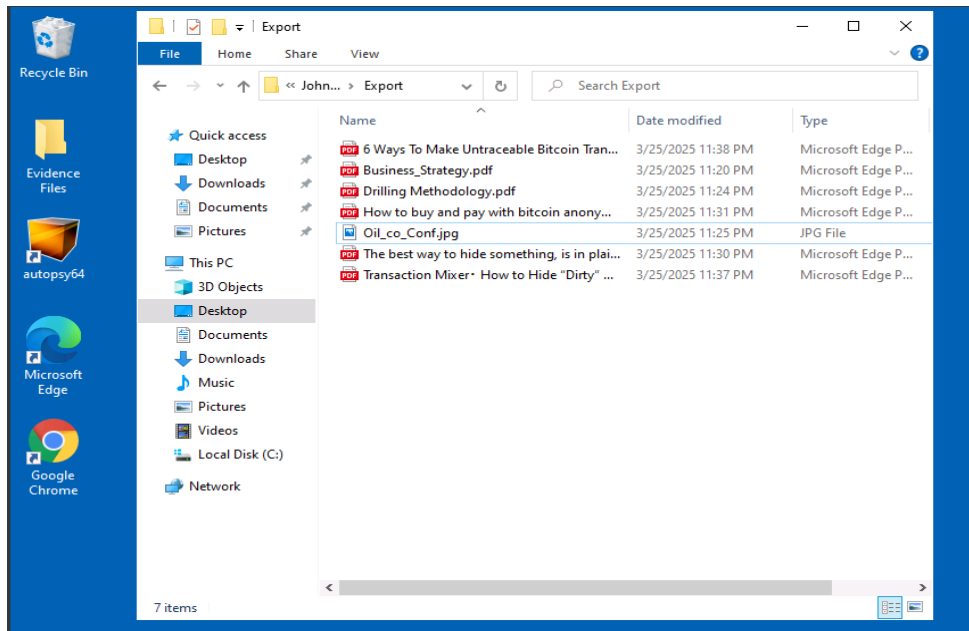 Recycle Bin
Evidence
Files
autopsy64
Microsoft
Edge
Google
Chrome
Export
File Home Share View
« John... › Export
Search Export
Quick access
Desktop
Downloads
Documents
Pictures
This PC
3D Objects
Desktop
Documents
Downloads
Music
Pictures
Videos
Local Disk (C:)
Network
Name Date modified Type
PDF 6 Ways To Make Untraceable Bitcoin Tran... 3/25/2025 11:38 PM Microsoft Edge P...
PDF Business_Strategy.pdf 3/25/2025 11:20 PM Microsoft Edge P...
PDF Drilling Methodology.pdf 3/25/2025 11:24 PM Microsoft Edge P...
PDF How to buy and pay with bitcoin anony... 3/25/2025 11:31 PM Microsoft Edge P...
Oil_co_Conf.jpg 3/25/2025 11:25 PM JPG File
PDF The best way to hide something, is in plai... 3/25/2025 11:30 PM Microsoft Edge P...
PDF Transaction Mixer· How to Hide “Dirty” ... 3/25/2025 11:37 PM Microsoft Edge P...
7 items